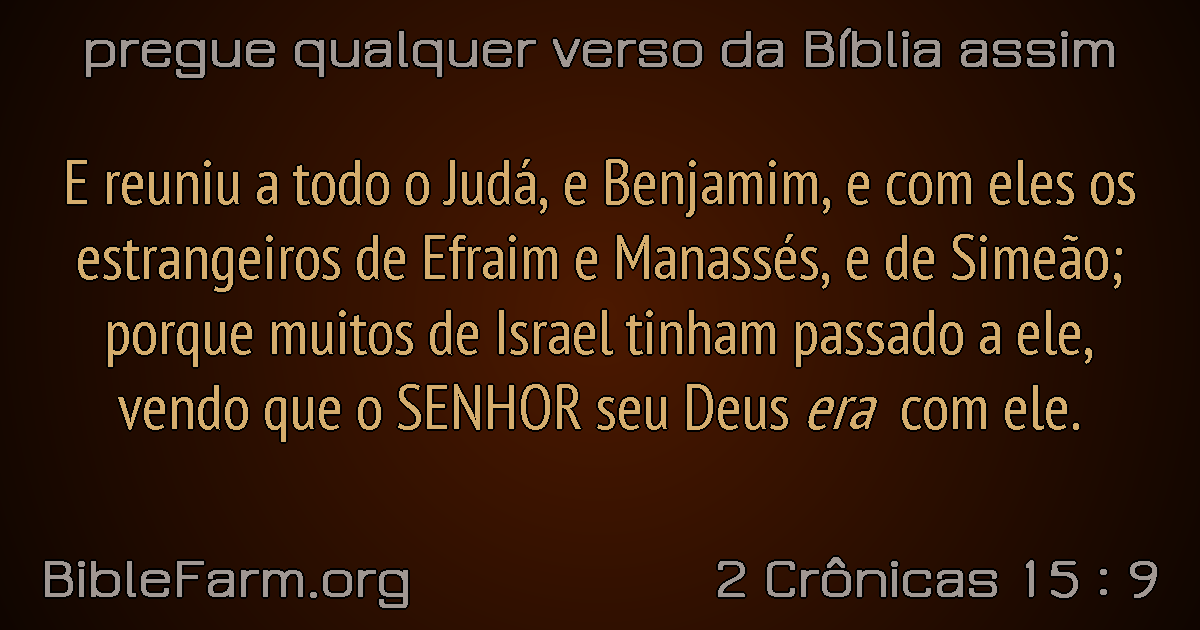 pregue qualquer verso da Bíblia assim
E reuniu a todo o Judá, e Benjamim, e com eles os
estrangeiros de Efraim e Manassés, e de Simeão;
porque muitos de Israel tinham passado a ele,
vendo que o SENHOR seu Deus era com ele.
BibleFarm.org
2 Crônicas 15 : 9